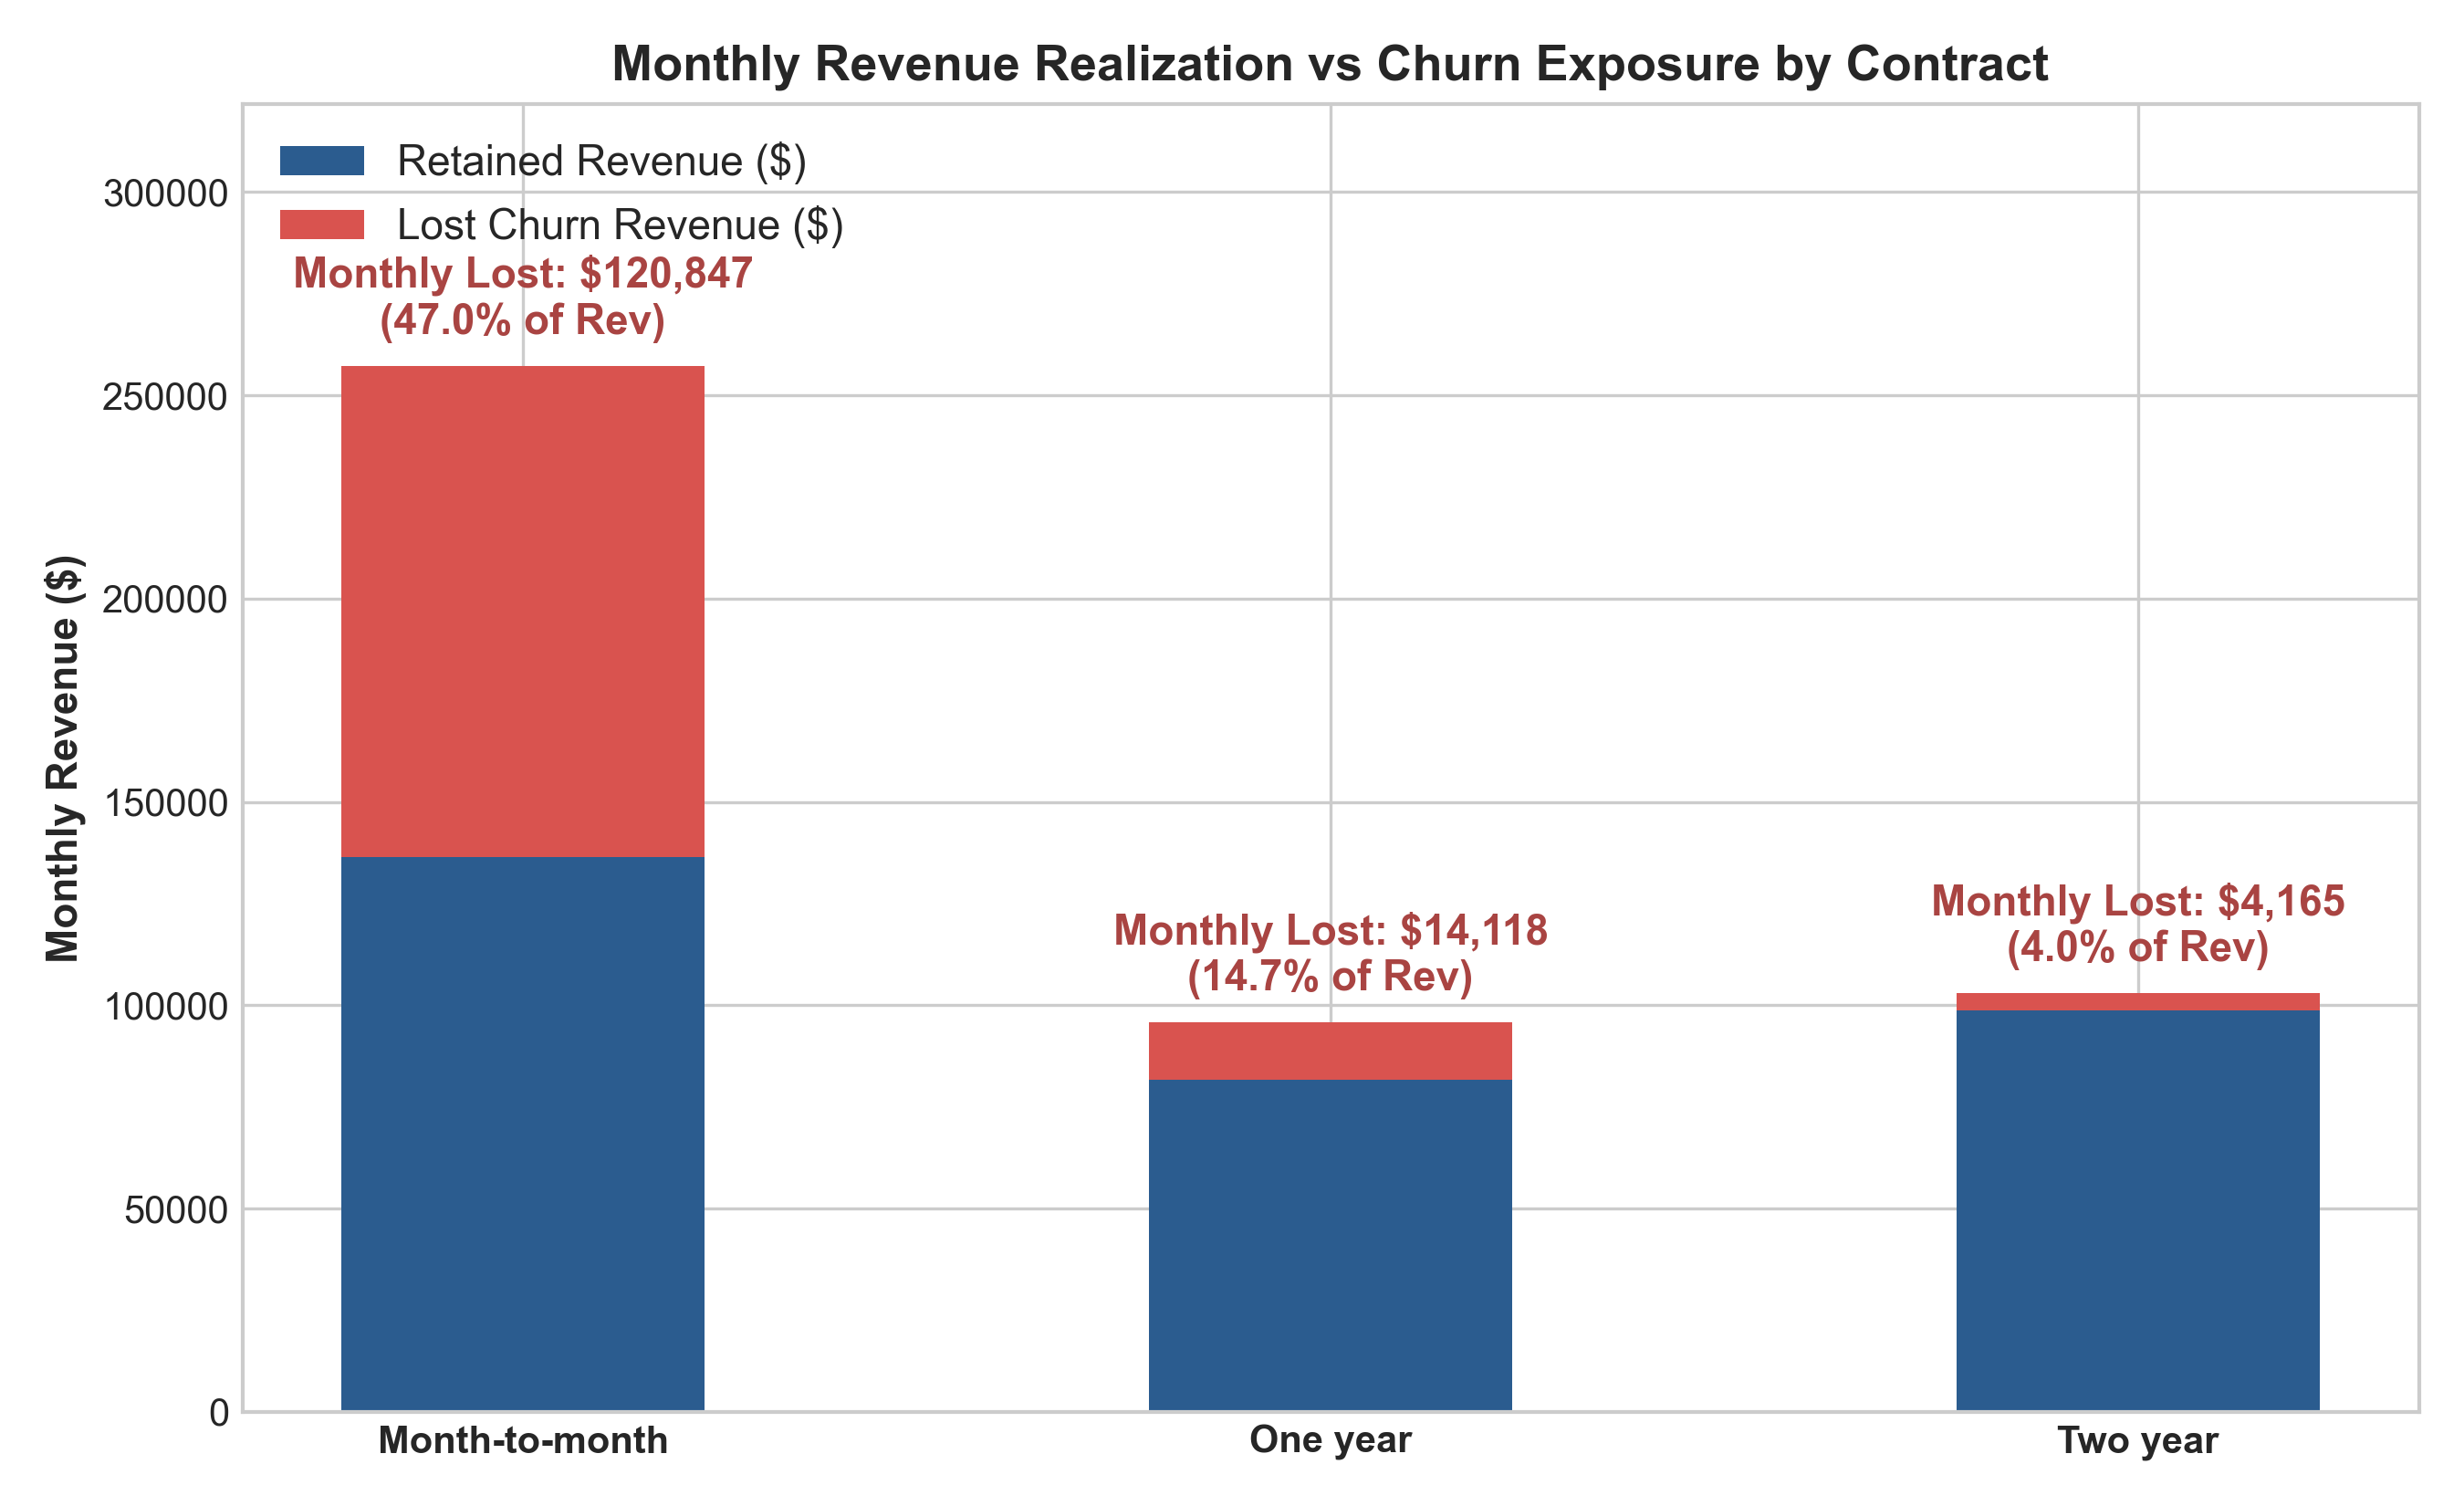 Monthly Revenue Realization vs Churn Exposure by Contract
Retained Revenue ($)
Lost Churn Revenue ($)
Monthly Lost: $120,847
(47.0% of Rev)
Monthly Lost: $14,118
(14.7% of Rev)
Monthly Lost: $4,165
(4.0% of Rev)
Monthly Revenue ($)
300000
250000
200000
150000
100000
50000
0
Month-to-month
One year
Two year